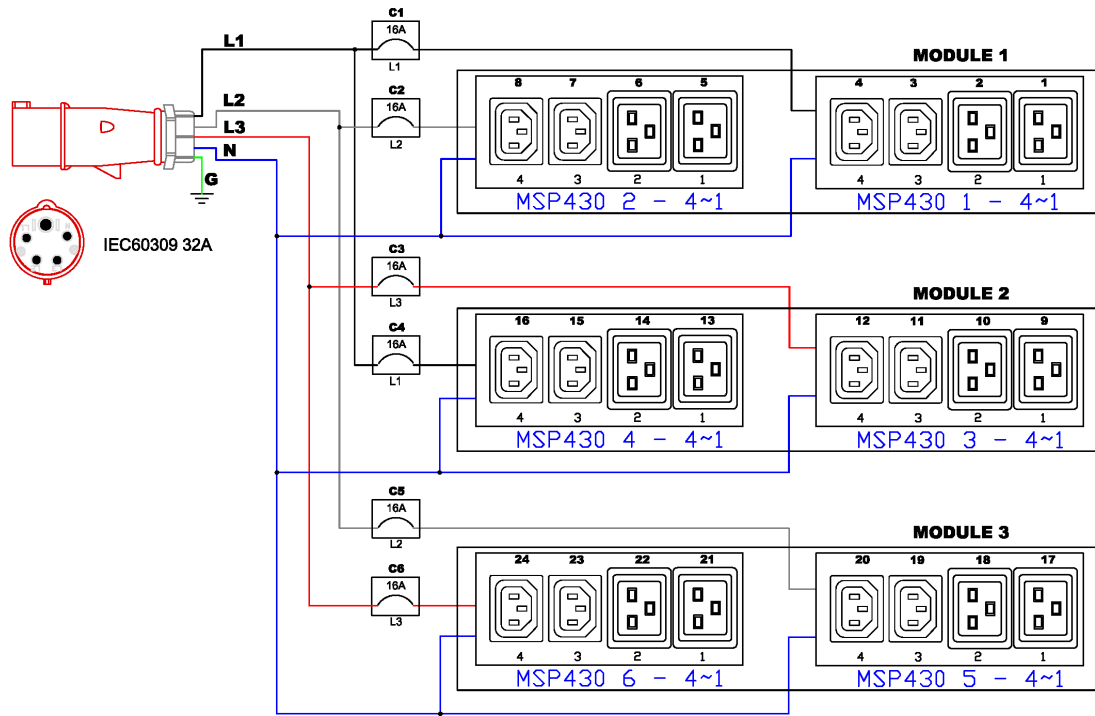 C1
16A
L1
L1
MODULE 1
8 7 6 5 4 3 2 1
L2
C2
16A
L2
L3
N
G
4 3 2 1 4 3 2 1
MSP430 2 - 4~1 MSP430 1 - 4~1
IEC60309 32A
C3
16A
L3
MODULE 2
16 15 14 13 12 11 10 9
C4
16A
L1
4 3 2 1 4 3 2 1
MSP430 4 - 4~1 MSP430 3 - 4~1
C5
16A
L2
MODULE 3
24 23 22 21 20 19 18 17
C6
16A
L3
4 3 2 1 4 3 2 1
MSP430 6 - 4~1 MSP430 5 - 4~1